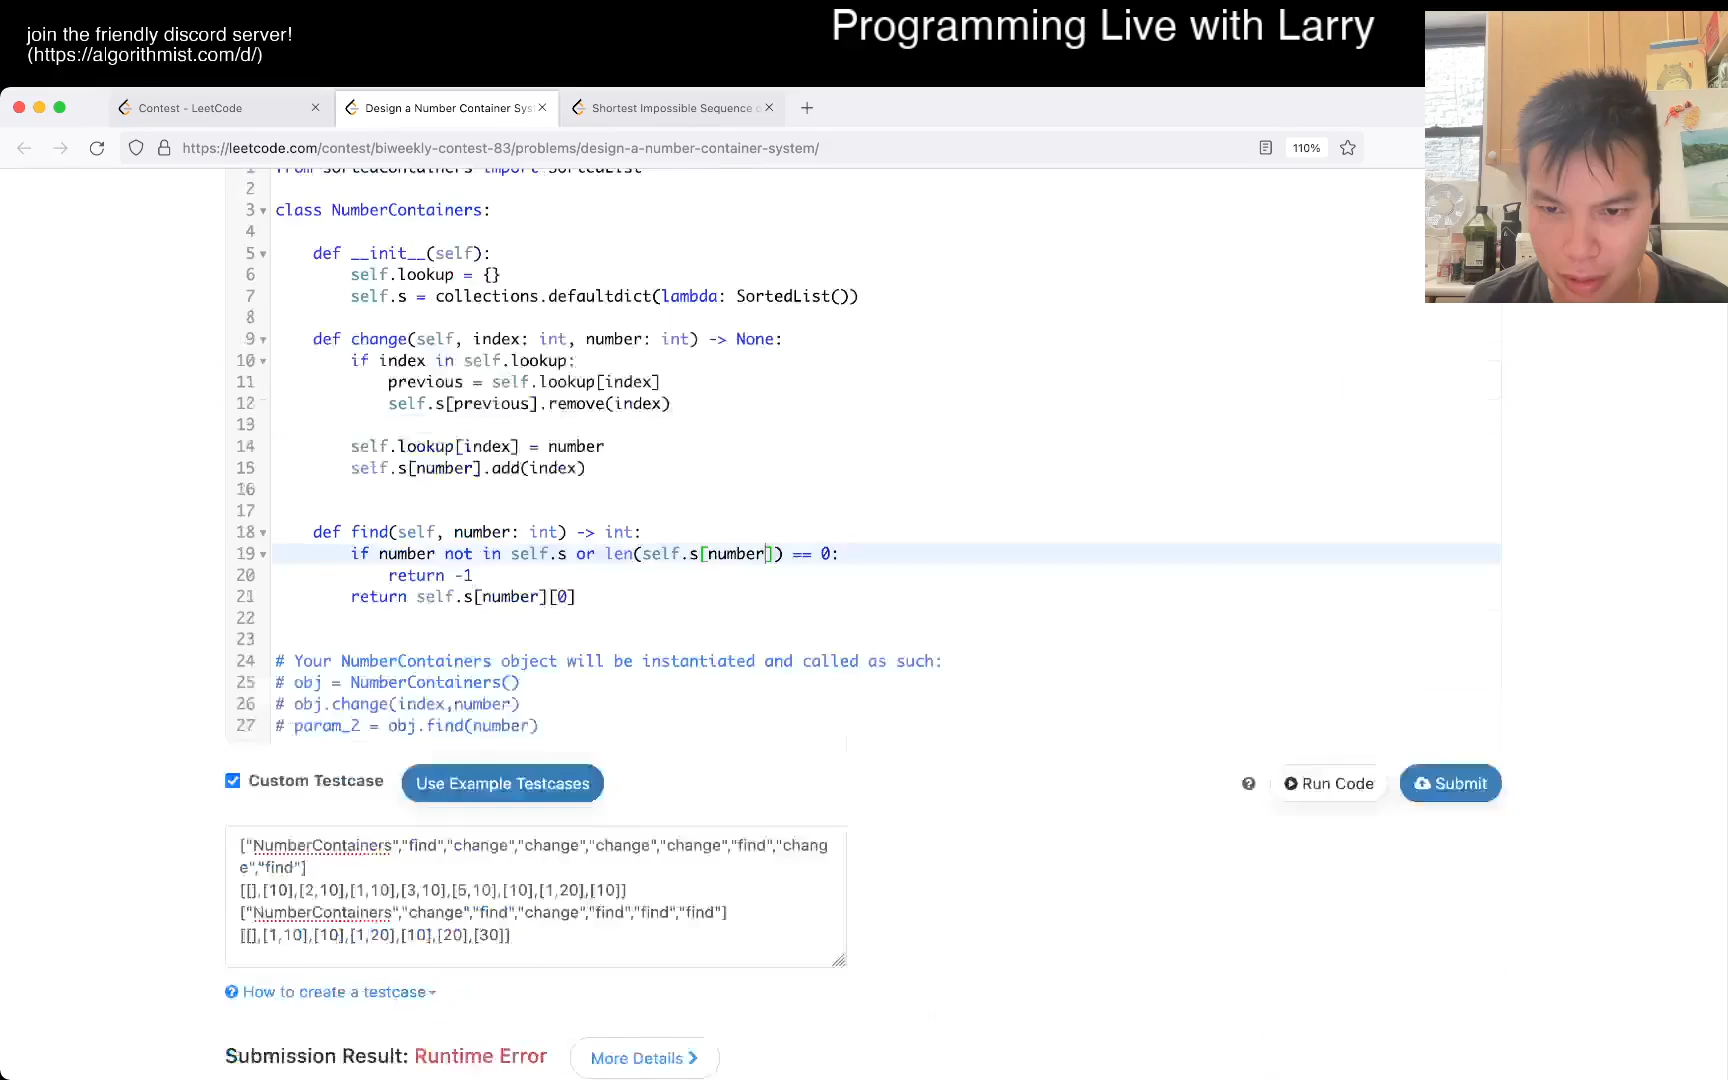 join the friendly discord server!
(https://algorithmist.com/d/)
Programming Live with Larry
Contest - LeetCode
Design a Number Container Sys
Shortest Impossible Sequence o
https://leetcode.com/contest/biweekly-contest-83/problems/design-a-number-container-system/
110%
1 from sortedcontainers import SortedList
2
3 class NumberContainers:
4
5 def __init__(self):
6 self.lookup = {}
7 self.s = collections.defaultdict(lambda: SortedList())
8
9 def change(self, index: int, number: int) -> None:
10 if index in self.lookup:
11 previous = self.lookup[index]
12 self.s[previous].remove(index)
13
14 self.lookup[index] = number
15 self.s[number].add(index)
16
17
18 def find(self, number: int) -> int:
19 if number not in self.s or len(self.s[number]) == 0:
20 return -1
21 return self.s[number][0]
22
23
24 # Your NumberContainers object will be instantiated and called as such:
25 # obj = NumberContainers()
26 # obj.change(index,number)
27 # param_2 = obj.find(number)
Custom Testcase
Use Example Testcases
Run Code
Submit
["NumberContainers","find","change","change","change","change","find","chang
e","find"]
[[],[10],[2,10],[1,10],[3,10],[5,10],[10],[1,20],[10]]
["NumberContainers","change","find","change","find","find","find"]
[[],[1,10],[10],[1,20],[10],[20],[30]]
How to create a testcase
Submission Result: Runtime Error
More Details